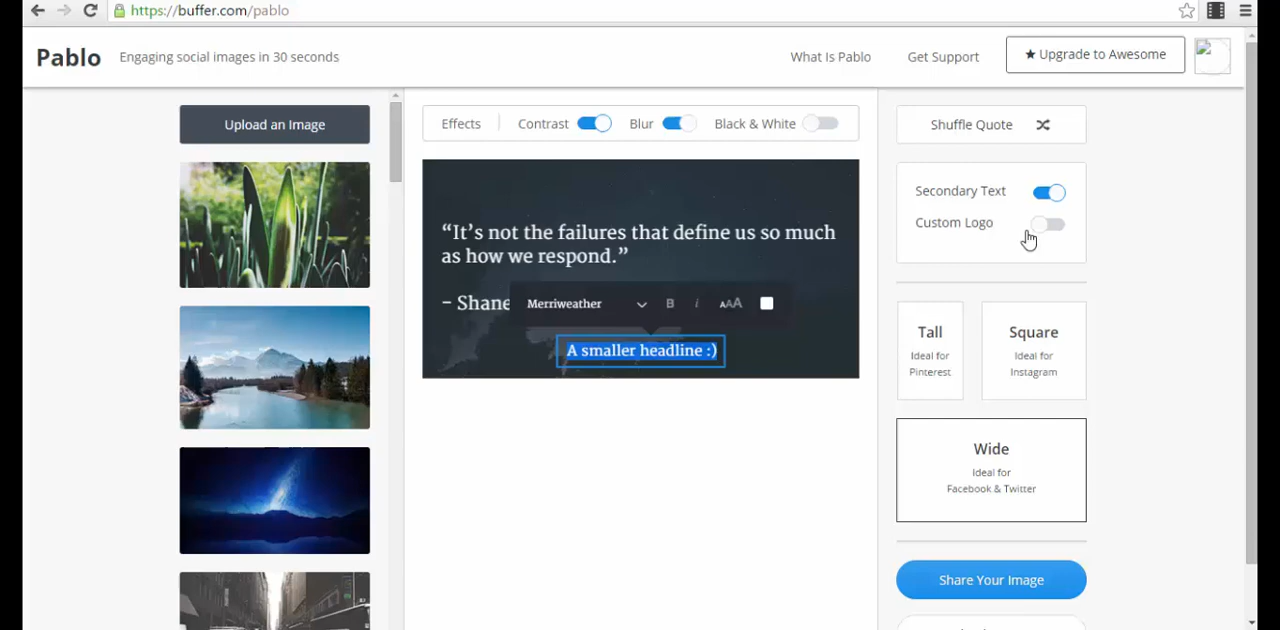 https://buffer.com/pablo
Pablo
Engaging social images in 30 seconds
What Is Pablo
Get Support
★ Upgrade to Awesome
Upload an Image
Effects
Contrast
Blur
Black & White
“It’s not the failures that define us so much
as how we respond.”
- Shane
Merriweather
B
i
AAA
A smaller headline :)
Shuffle Quote
Secondary Text
Custom Logo
Tall
Ideal for
Pinterest
Square
Ideal for
Instagram
Wide
Ideal for
Facebook & Twitter
Share Your Image